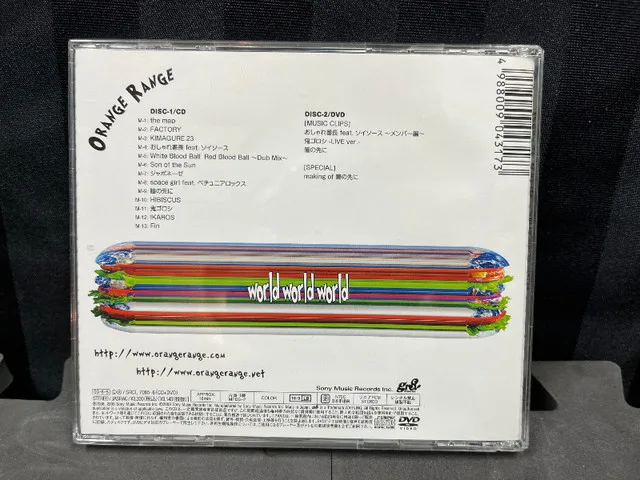 ORANGE RANGE
DISC-1/CD
M-1: the map
M-2: FACTORY
M-3: KIMAGURE 23
M-4: おしゃれ番長 feat. ソイソース
M-5: White Blood Ball Red Blood Ball 〜Dub Mix〜
M-6: Son of the Sun
M-7: ジャポネーゼ
M-8: space girl feat. ペチュニアロックス
M-9: 瞳の先に
M-10: HIBISCUS
M-11: 鬼ゴロシ
M-12: IKAROS
M-13: Fin
DISC-2/DVD
[MUSIC CLIPS]
おしゃれ番長 feat. ソイソース 〜メンバー編〜
鬼ゴロシ -LIVE ver.-
瞳の先に
[SPECIAL]
making of 瞳の先に
4 988009 043173
world world world
http://www.orangerange.com
http://www.orangerange.net
Sony Music Records Inc.
gr8!
COLOR
DVD
VIDEO